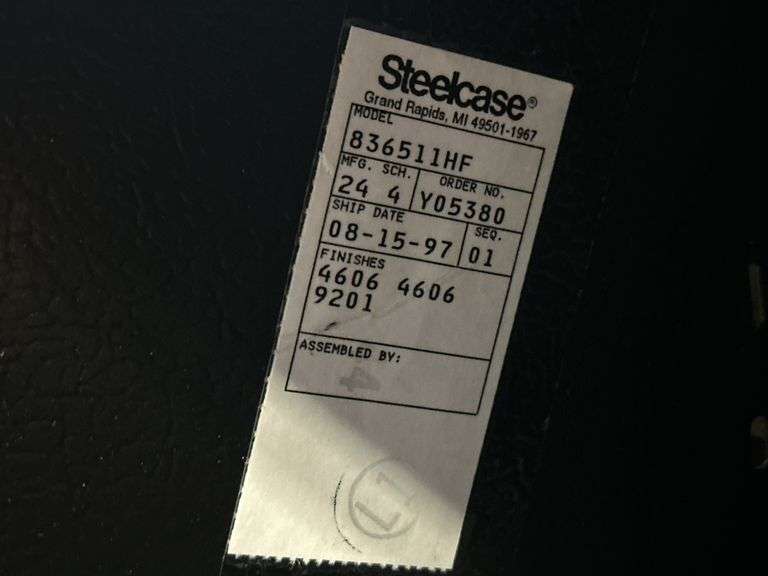 Steelcase®
Grand Rapids, MI 49501-1967
MODEL
836511HF
MFG. SCH. ORDER NO.
24 4 Y05380
SHIP DATE SEQ.
08-15-97 01
FINISHES
4606 4606
9201
ASSEMBLED BY:
4
L1